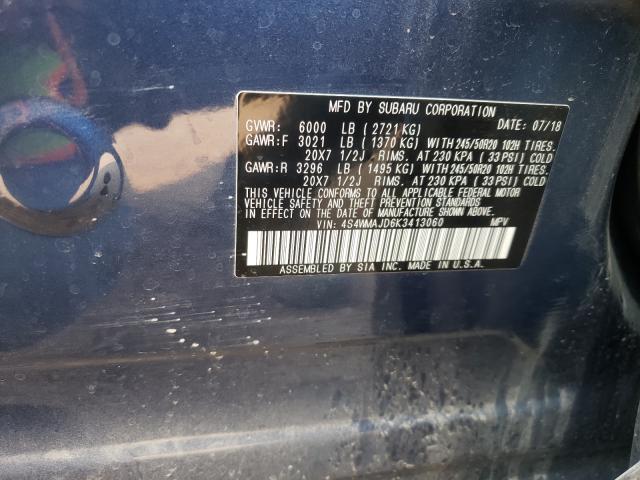 MFD BY SUBARU CORPORATION
GVWR: 6000 LB (2721 KG) DATE: 07/18
GAWR:F 3021 LB (1370 KG) WITH 245/50R20 102H TIRES.
20X7 1/2J RIMS. AT 230 KPA (33 PSI) COLD
GAWR:R 3296 LB (1495 KG) WITH 245/50R20 102H TIRES.
20X7 1/2J RIMS. AT 230 KPA (33 PSI) COLD
THIS VEHICLE CONFORMS TO ALL APPLICABLE FEDERAL MOTOR
VEHICLE SAFETY AND THEFT PREVENTION STANDARDS
IN EFFECT ON THE DATE OF MANUFACTURE SHOWN ABOVE.
VIN: 4S4WMAJD6K3413060 MPV
ASSEMBLED BY SIA INC. MADE IN U.S.A.